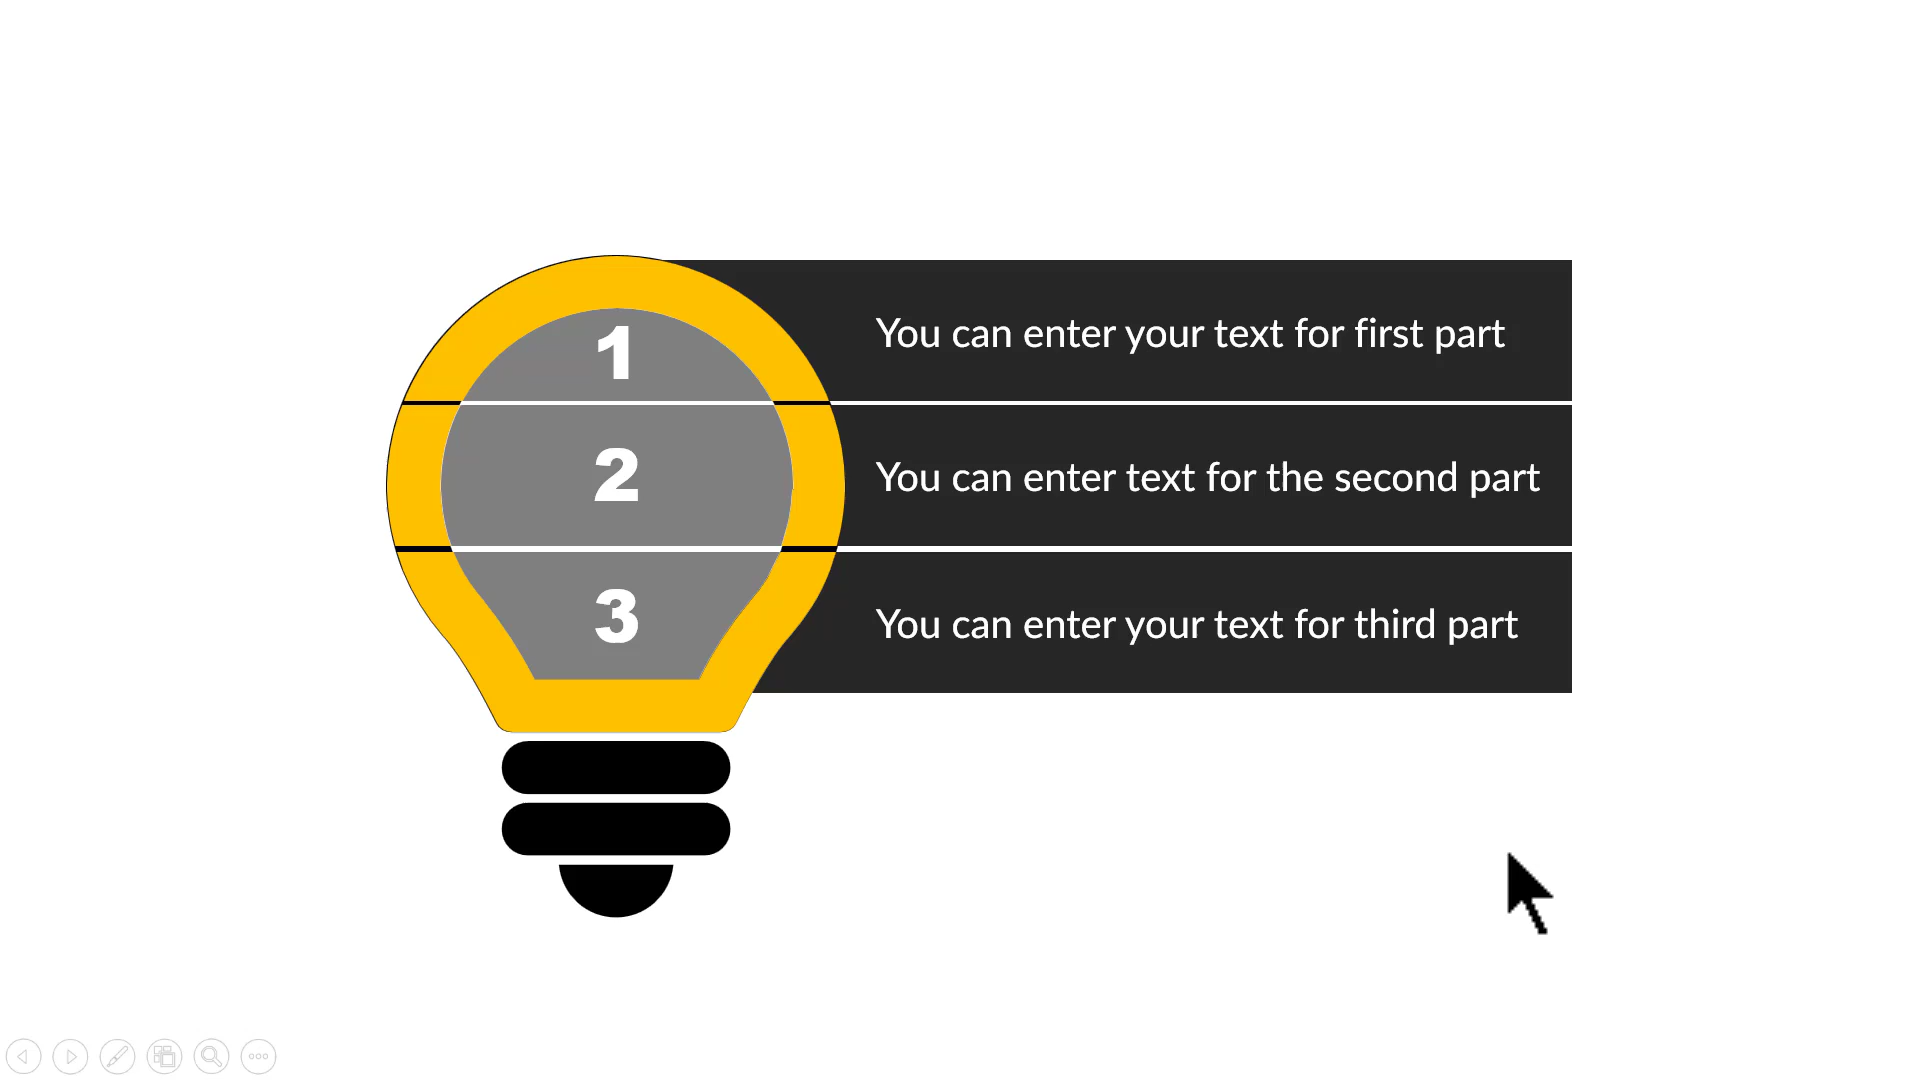 1
You can enter your text for first part
2
You can enter text for the second part
3
You can enter your text for third part